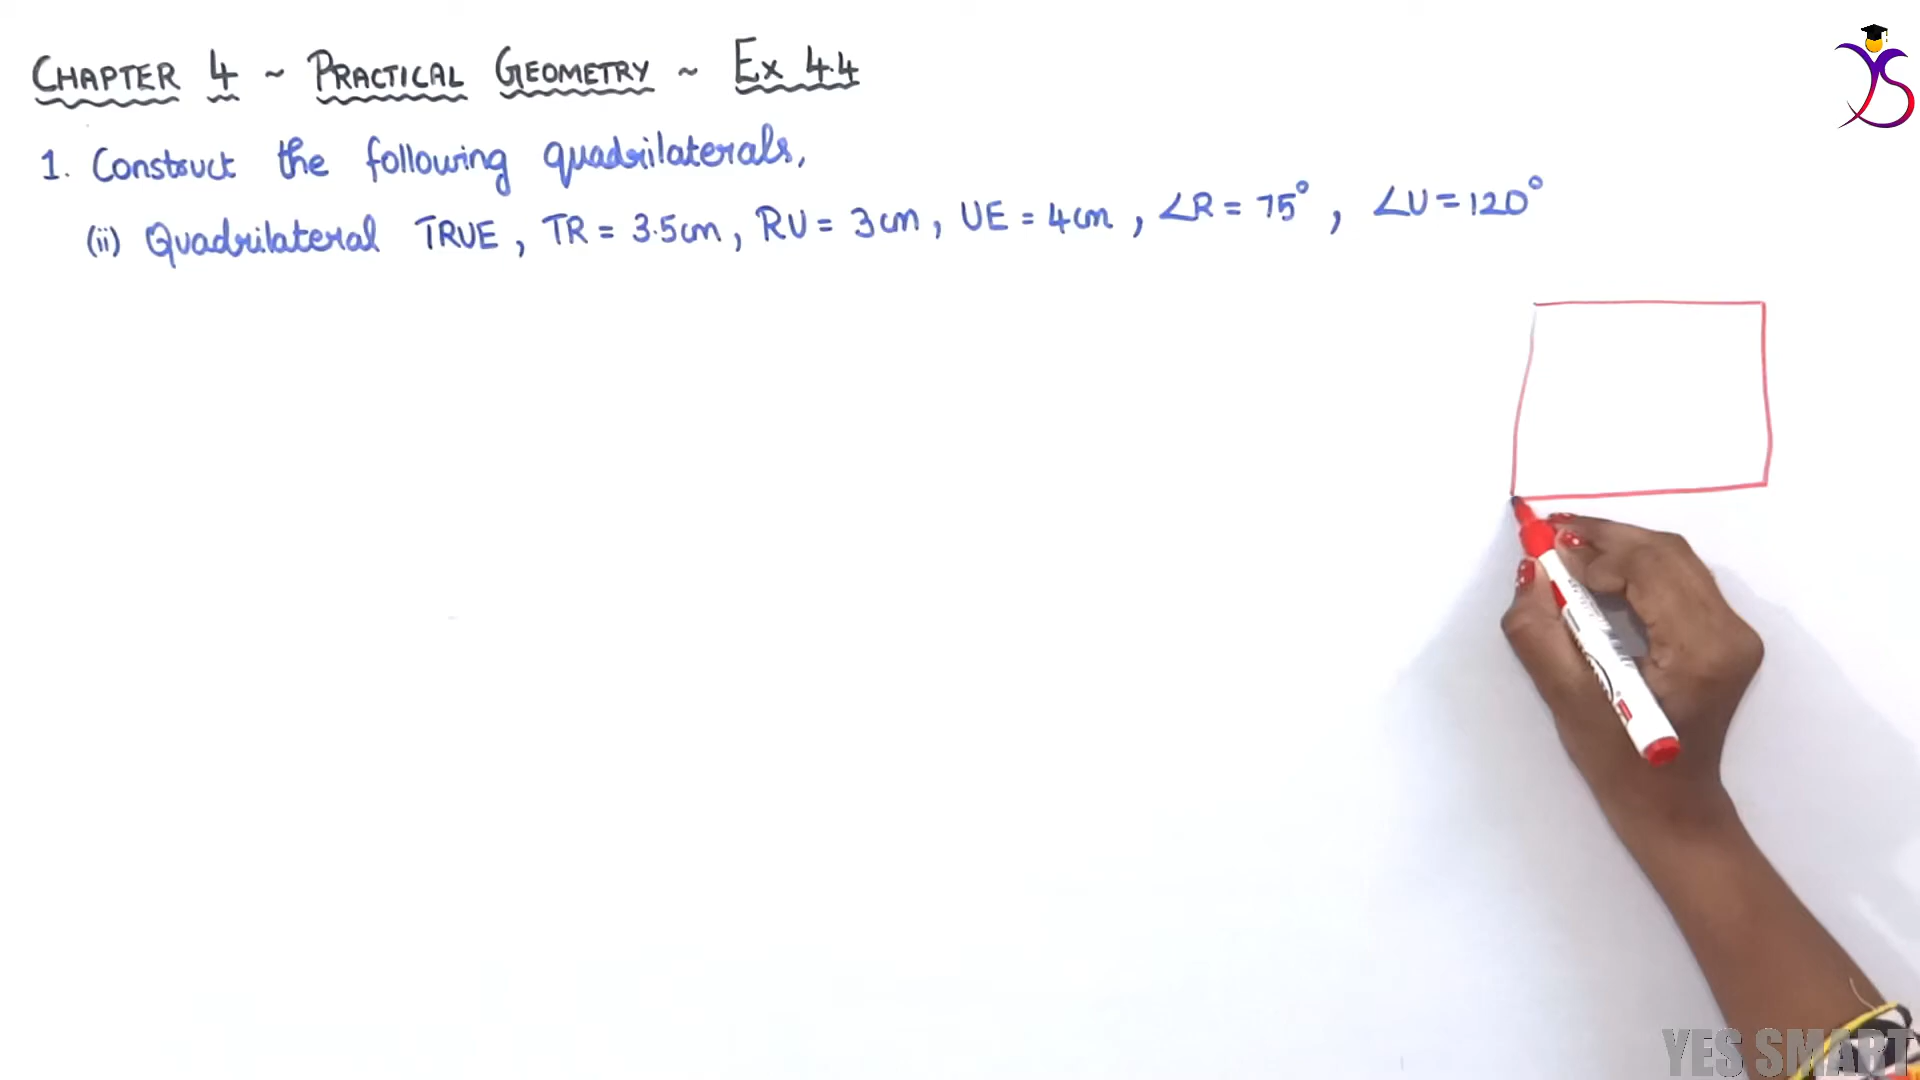 CHAPTER 4 ~ PRACTICAL GEOMETRY ~ Ex 4.4
1. Construct the following quadrilaterals,
(ii) Quadrilateral TRUE, TR = 3.5cm, RU = 3cm, UE = 4cm, ∠R = 75°, ∠U = 120°
YS
YES SMART